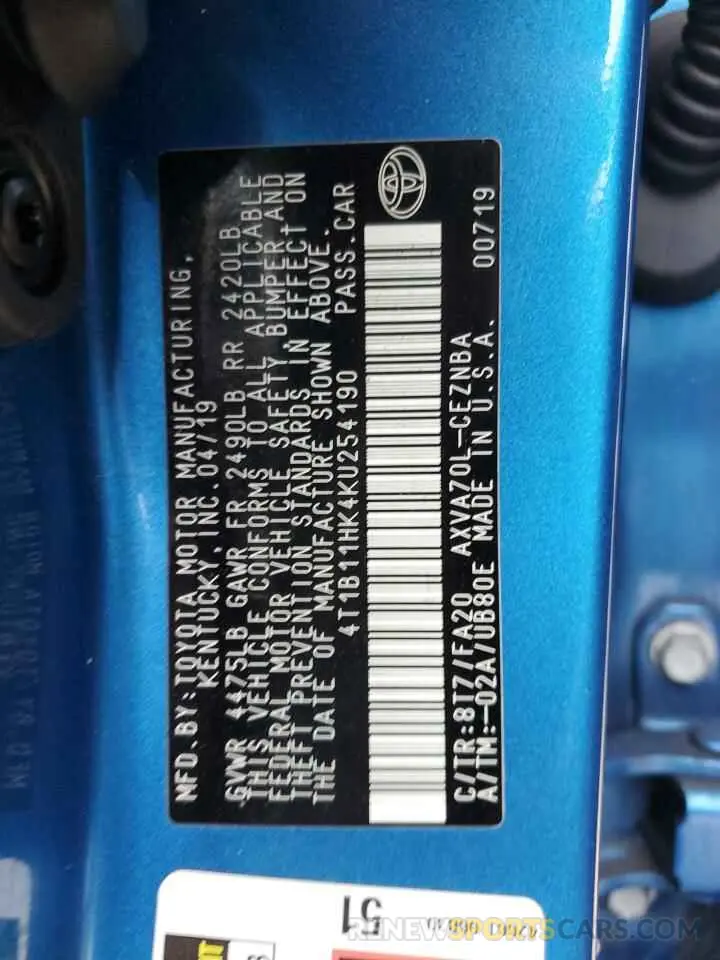 MFD.BY:TOYOTA MOTOR MANUFACTURING,
KENTUCKY,INC. 04/19
GVWR 4475LB GAWR FR 2490LB RR 2420LB
THIS VEHICLE CONFORMS TO ALL APPLICABLE
FEDERAL MOTOR VEHICLE SAFETY BUMPER AND
THEFT PREVENTION STANDARDS IN EFFECT ON
THE DATE OF MANUFACTURE SHOWN ABOVE.
4T1B11HK4KU254190 PASS.CAR
C/TR:8T7/FA20 AXVA70L-CEZNBA
A/TM:-02A/UB80E MADE IN U.S.A. 00719
51
RENEWSPORTSCARS.COM